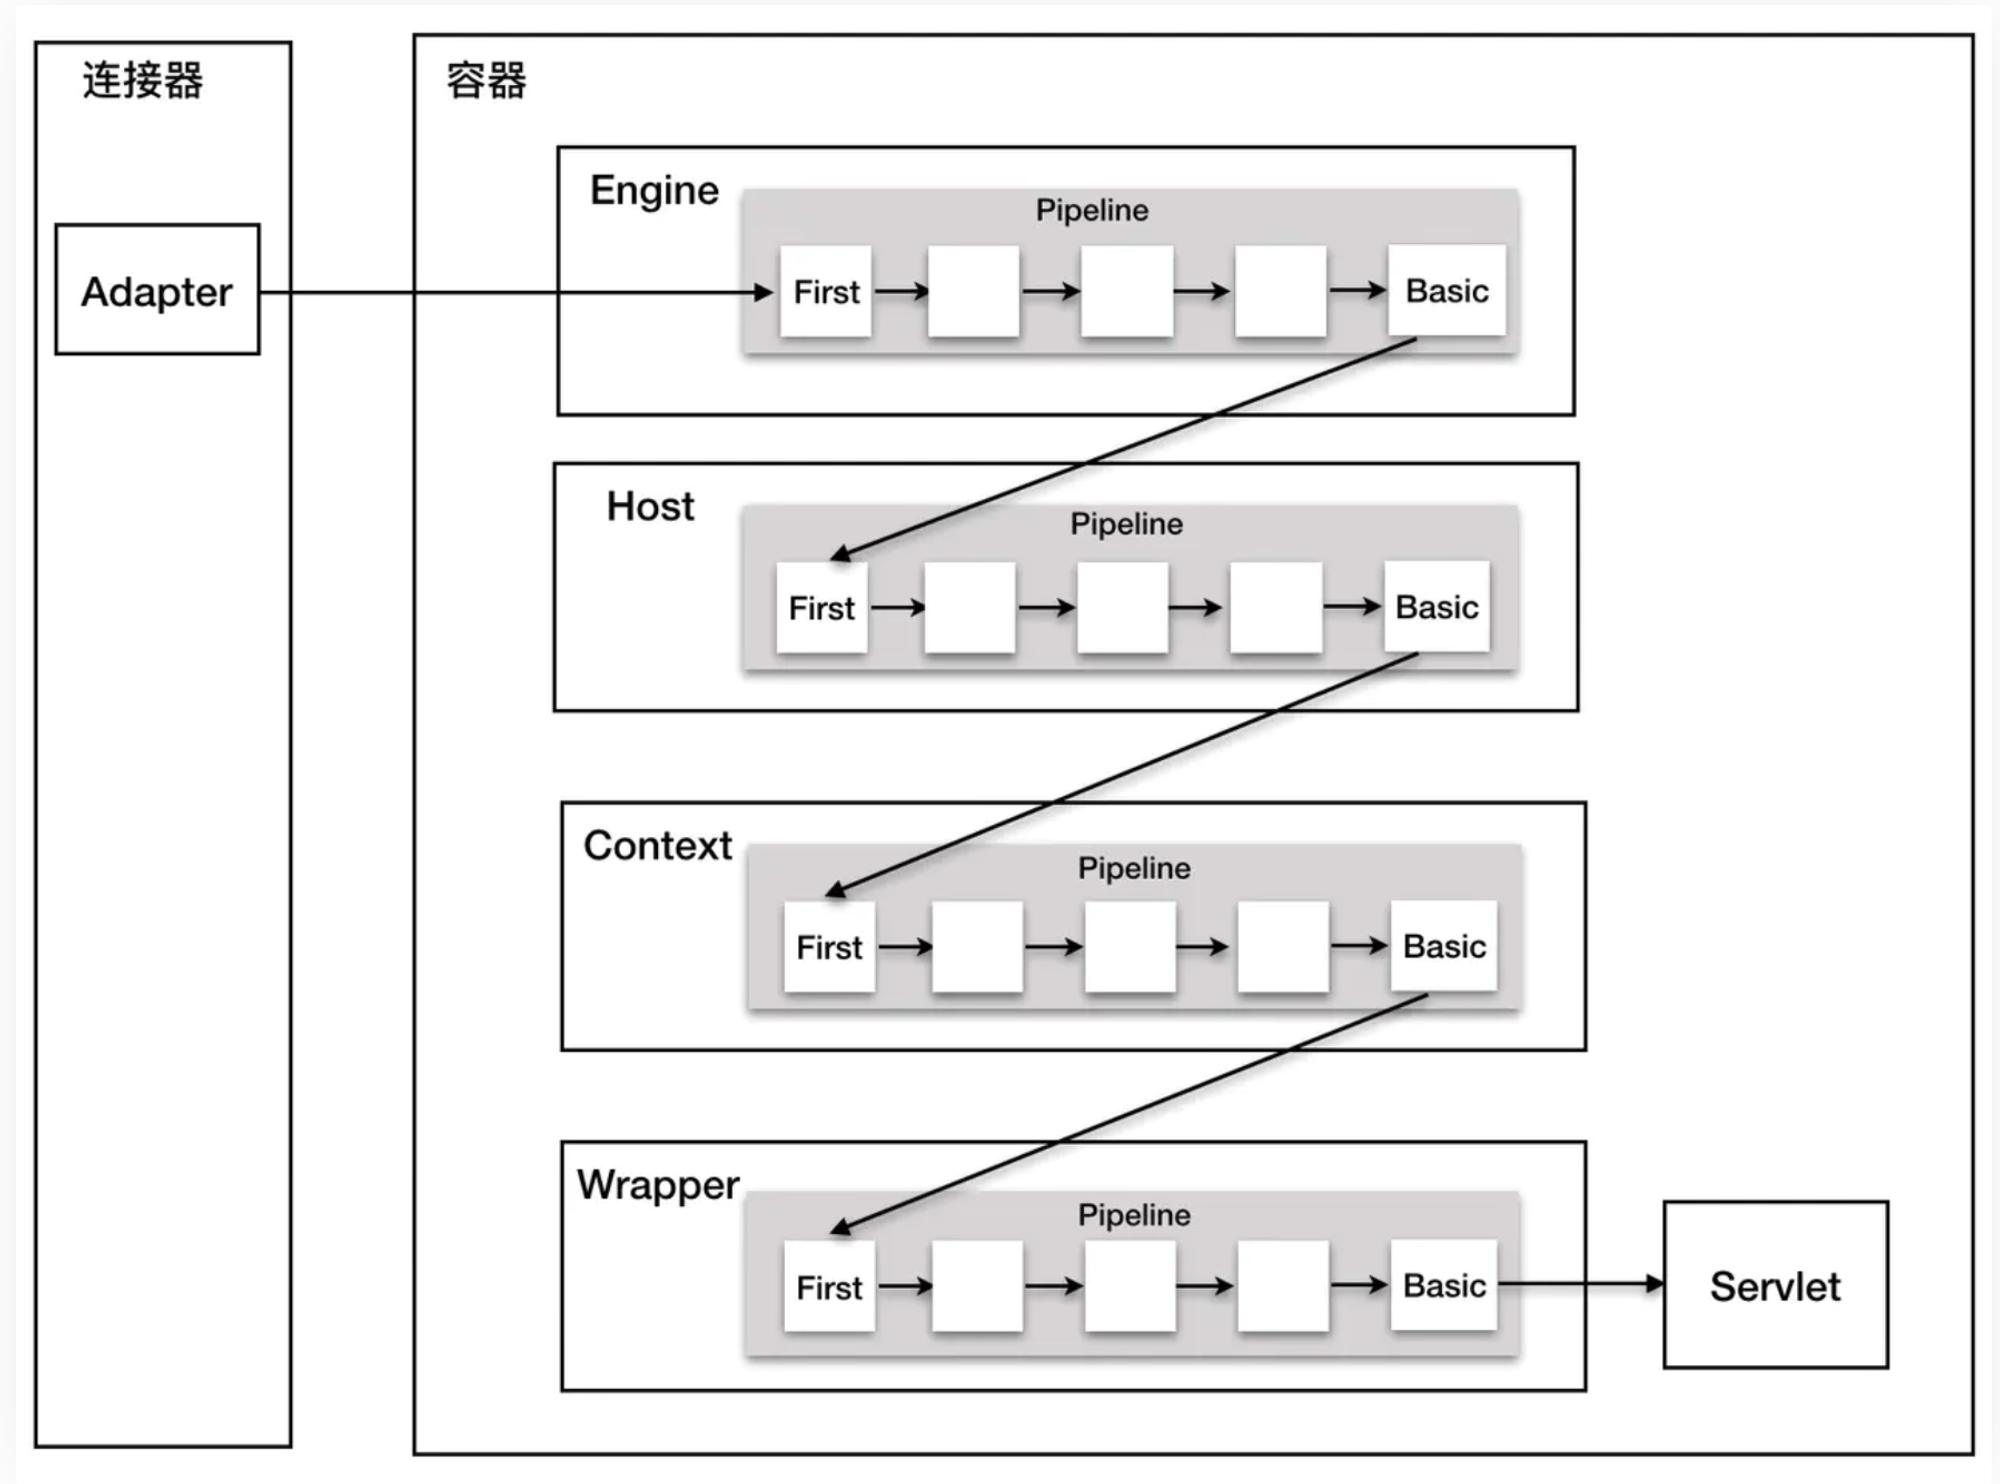 连接器
Adapter
容器
Engine
Pipeline
First
Basic
Host
Pipeline
First
Basic
Context
Pipeline
First
Basic
Wrapper
Pipeline
First
Basic
Servlet